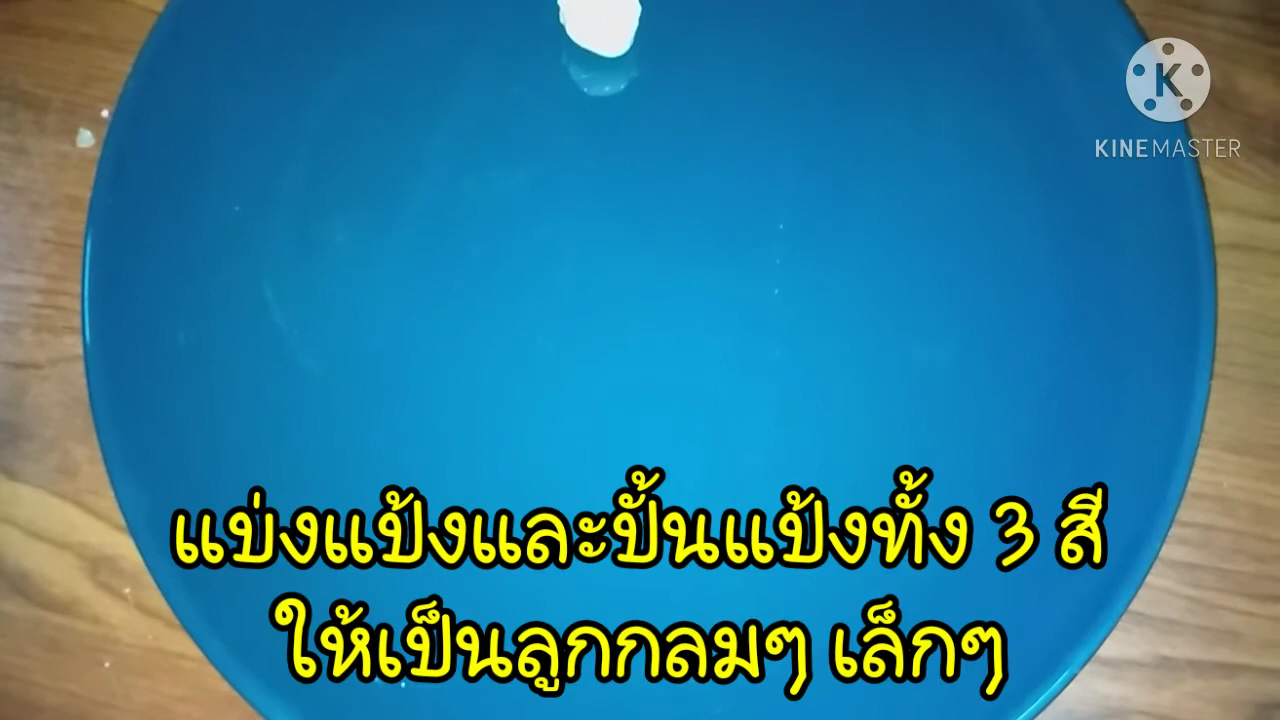 K
KINEMASTER
แบ่งแป้งและปั้นแป้งทั้ง 3 สี
ให้เป็นลูกกลมๆ เล็กๆ